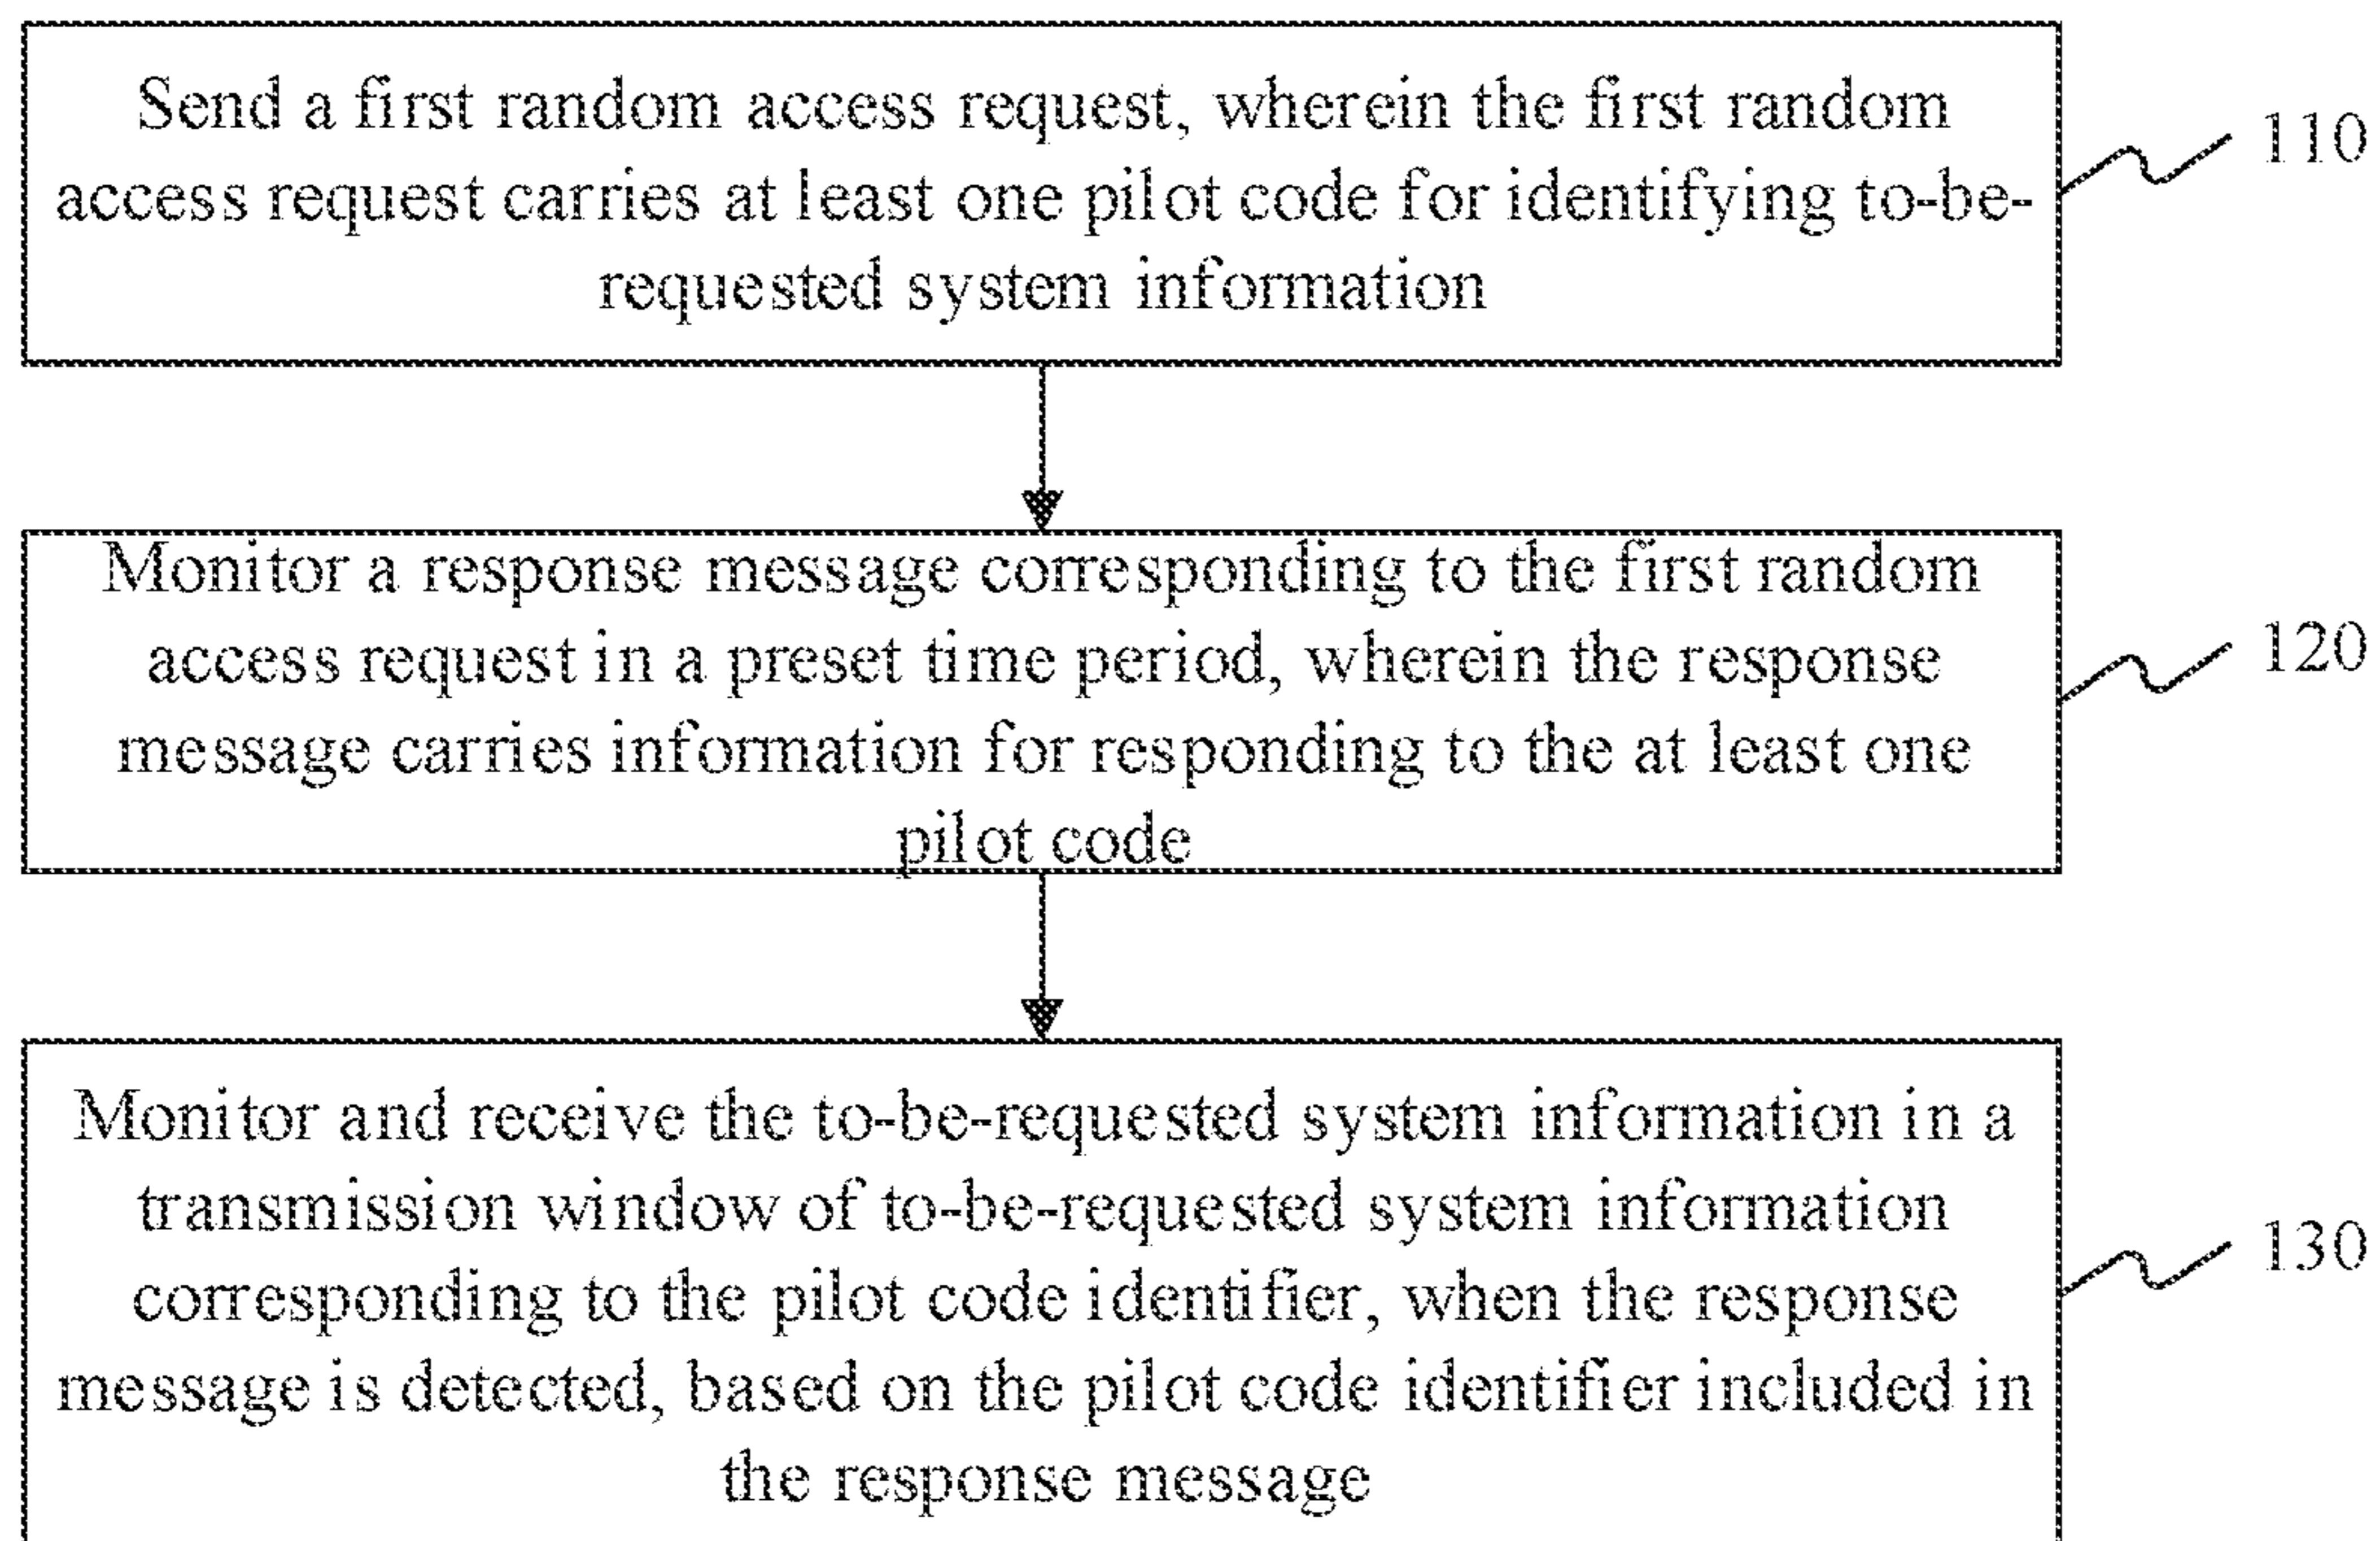 Send a first random access request, wherein the first random
access request carries at least one pilot code for identifying to-be-
requested system information
110
Monitor a response message corresponding to the first random
access request in a preset time period, wherein the response
message carries information for responding to the at least one
pilot code
120
Monitor and receive the to-be-requested system information in a
transmission window of to-be-requested system information
corresponding to the pilot code identifier, when the response
message is detected, based on the pilot code identifier included in
the response message
130